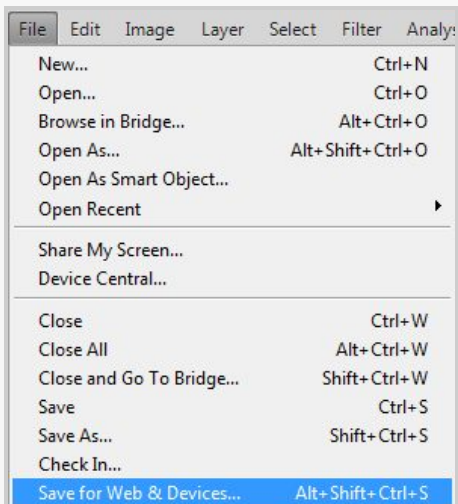 File Edit Image Layer Select Filter Analy
New... Ctrl+N
Open... Ctrl+O
Browse in Bridge... Alt+Ctrl+O
Open As... Alt+Shift+Ctrl+O
Open As Smart Object...
Open Recent
Share My Screen...
Device Central...
Close Ctrl+W
Close All Alt+Ctrl+W
Close and Go To Bridge... Shift+Ctrl+W
Save Ctrl+S
Save As... Shift+Ctrl+S
Check In...
Save for Web & Devices... Alt+Shift+Ctrl+S